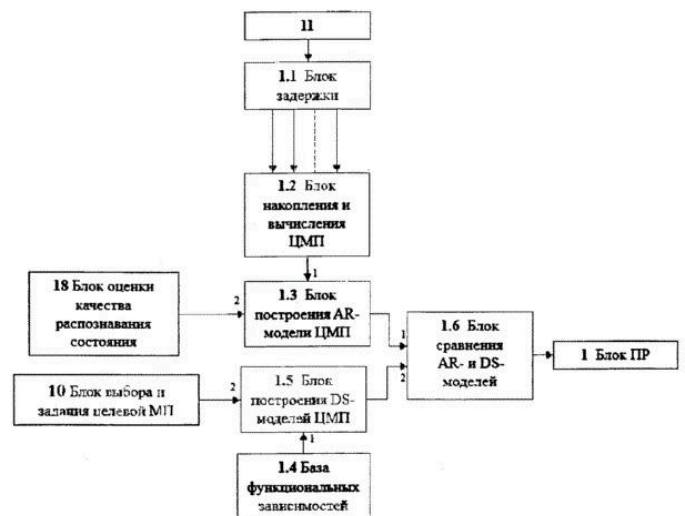 11
1.1 Блок
задержки
1.2 Блок
накопления и
вычисления
ЦМП
1
18 Блок оценки
качества
распознавания
состояния
2
1.3 Блок
построения AR-
модели ЦМП
1
1.6 Блок
сравнения
AR- и DS-
моделей
1 Блок ПР
10 Блок выбора и
задания целевой МП
2
1.5 Блок
построения DS-
моделей ЦМП
2
1
1.4 База
функциональных
зависимостей